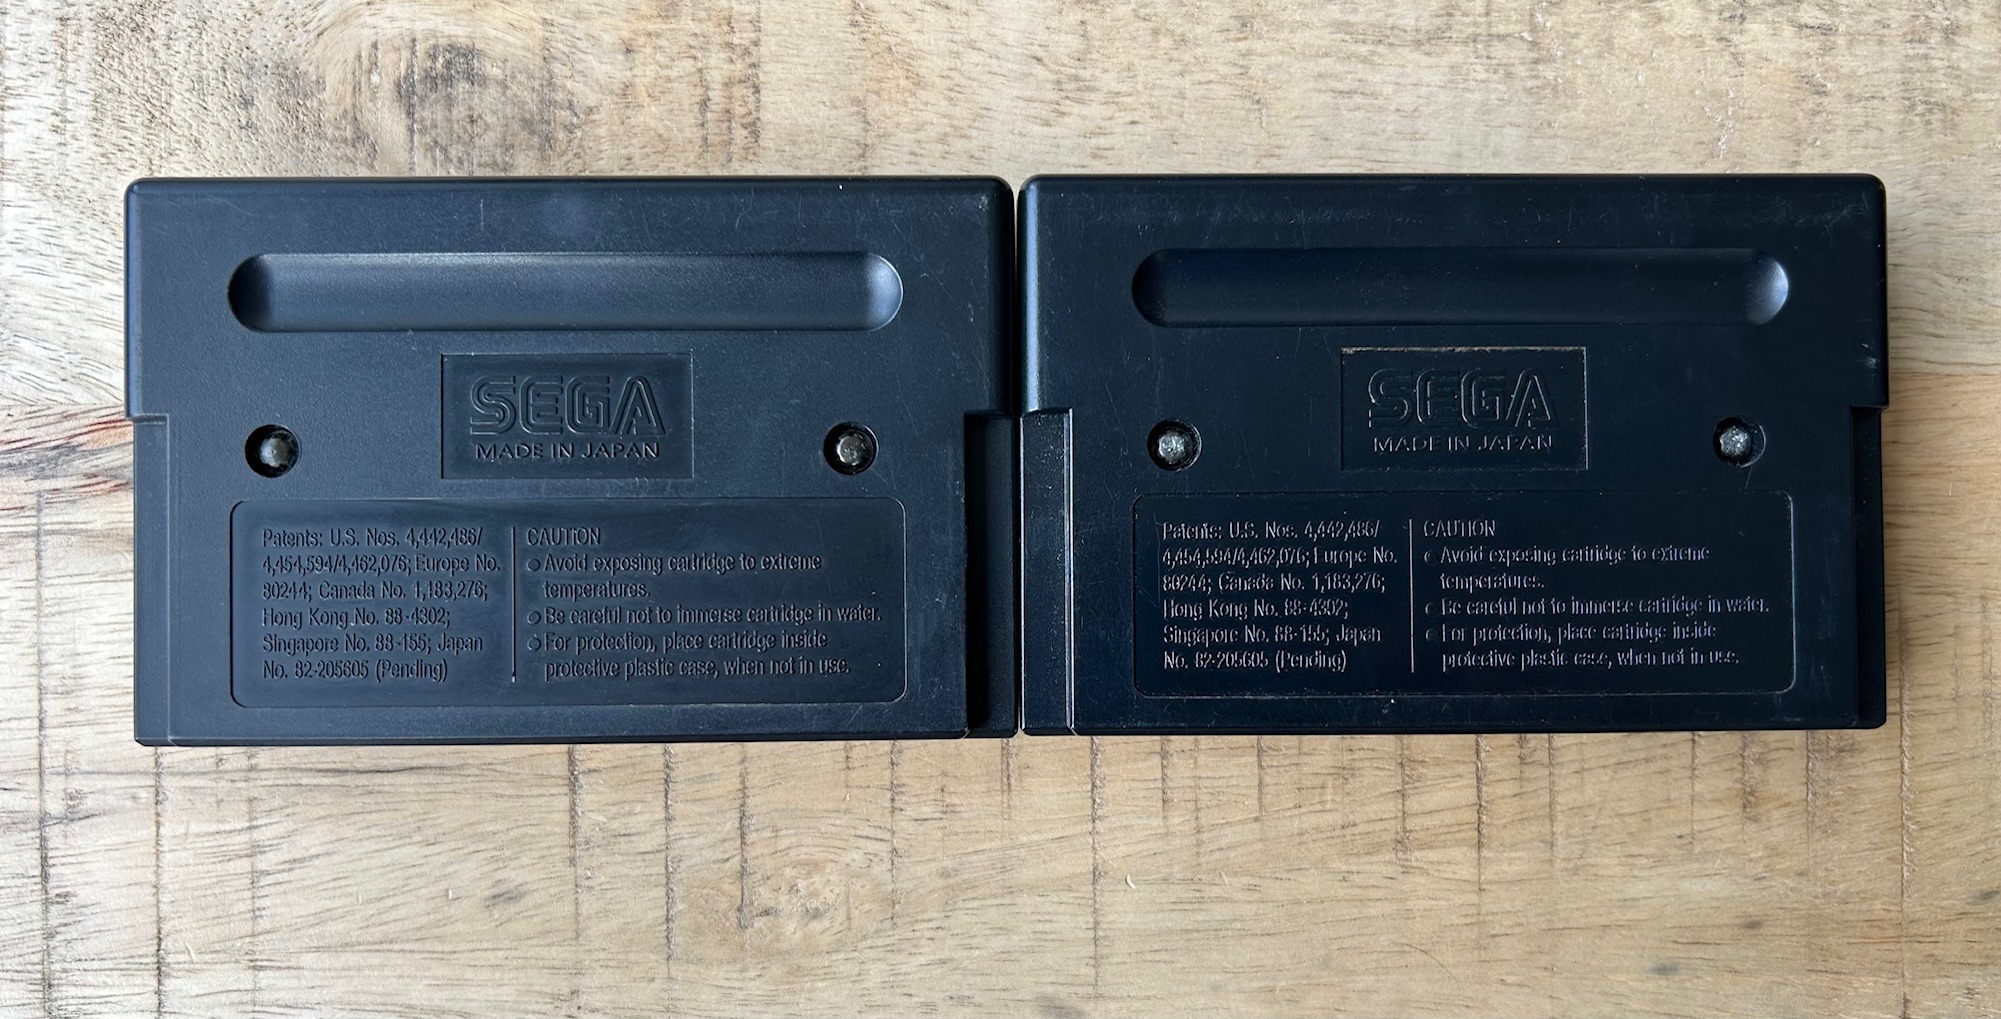 SEGA
MADE IN JAPAN
Patents: U.S. Nos. 4,442,486/
4,454,594/4,462,076; Europe No.
80244; Canada No. 1,183,276;
Hong Kong No. 88-4302;
Singapore No. 88-155; Japan
No. 82-205605 (Pending)
CAUTION
Avoid exposing cartridge to extreme
temperatures.
Be careful not to immerse cartridge in water.
For protection, place cartridge inside
protective plastic case, when not in use.
SEGA
MADE IN JAPAN
Patents: U.S. Nos. 4,442,486/
4,454,594/4,462,076; Europe No.
80244; Canada No. 1,183,276;
Hong Kong No. 88-4302;
Singapore No. 88-155; Japan
No. 82-205605 (Pending)
CAUTION
Avoid exposing cartridge to extreme
temperatures.
Be careful not to immerse cartridge in water.
For protection, place cartridge inside
protective plastic case, when not in use.